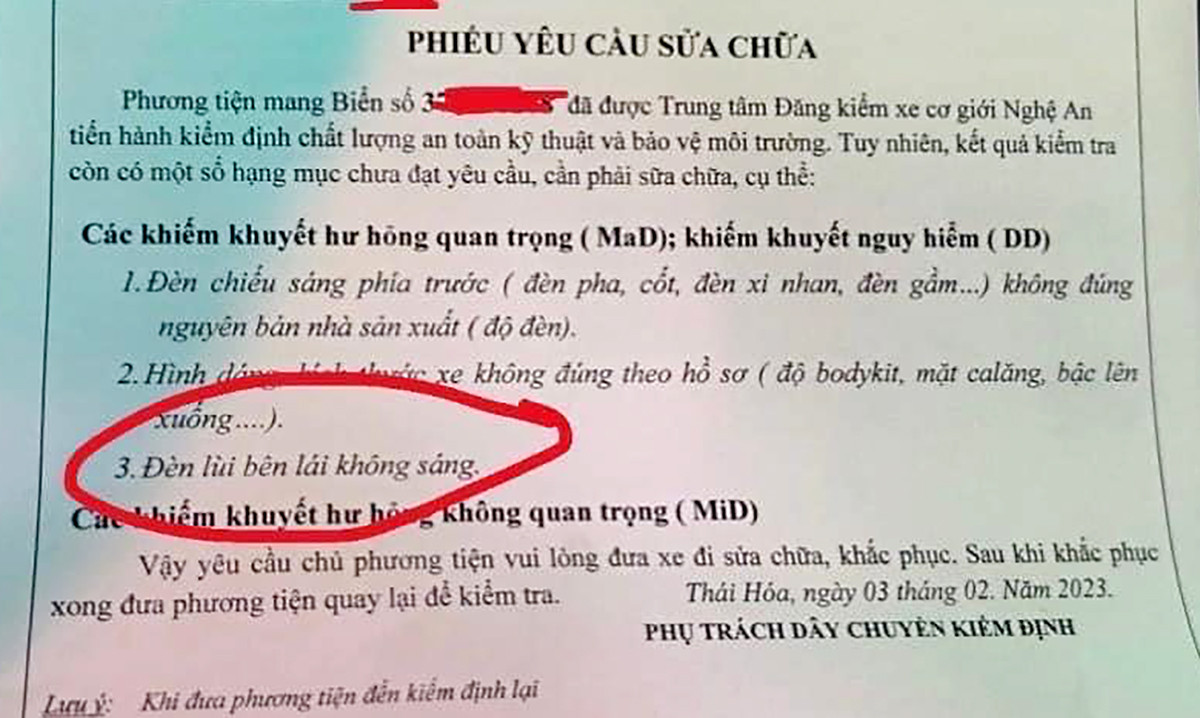 PHIẾU YÊU CẦU SỬA CHỮA
Phương tiện mang Biển số 3 đã được Trung tâm Đăng kiểm xe cơ giới Nghệ An
tiến hành kiểm định chất lượng an toàn kỹ thuật và bảo vệ môi trường. Tuy nhiên, kết quả kiểm tra
còn có một số hạng mục chưa đạt yêu cầu, cần phải sữa chữa, cụ thể:
Các khiếm khuyết hư hỏng quan trọng ( MaD); khiếm khuyết nguy hiểm ( DD)
1. Đèn chiếu sáng phía trước ( đèn pha, cốt, đèn xi nhan, đèn gầm...) không đúng
nguyên bản nhà sản xuất ( độ đèn).
2. Hình dáng, kích thước xe không đúng theo hồ sơ ( độ bodykit, mặt calăng, bậc lên
xuống....).
3. Đèn lùi bên lái không sáng.
Các khiếm khuyết hư hỏng không quan trọng ( MiD)
Vậy yêu cầu chủ phương tiện vui lòng đưa xe đi sửa chữa, khắc phục. Sau khi khắc phục
xong đưa phương tiện quay lại để kiểm tra.
Thái Hóa, ngày 03 tháng 02. Năm 2023.
PHỤ TRÁCH DÂY CHUYỀN KIỂM ĐỊNH
Lưu ý: Khi đưa phương tiện đến kiểm định lại